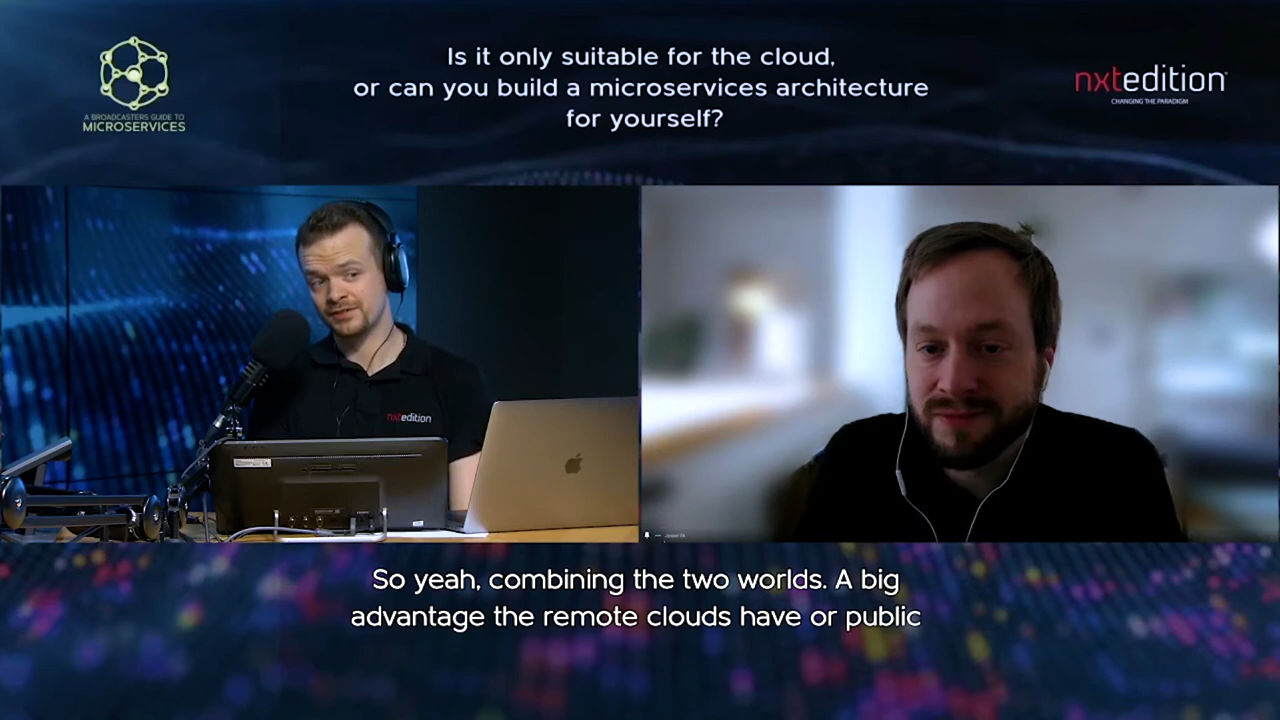 Is it only suitable for the cloud,
or can you build a microservices architecture
for yourself?
A BROADCASTERS GUIDE TO
MICROSERVICES
nxtedition
CHANGING THE PARADIGM
nxtedition
So yeah, combining the two worlds. A big
advantage the remote clouds have or public